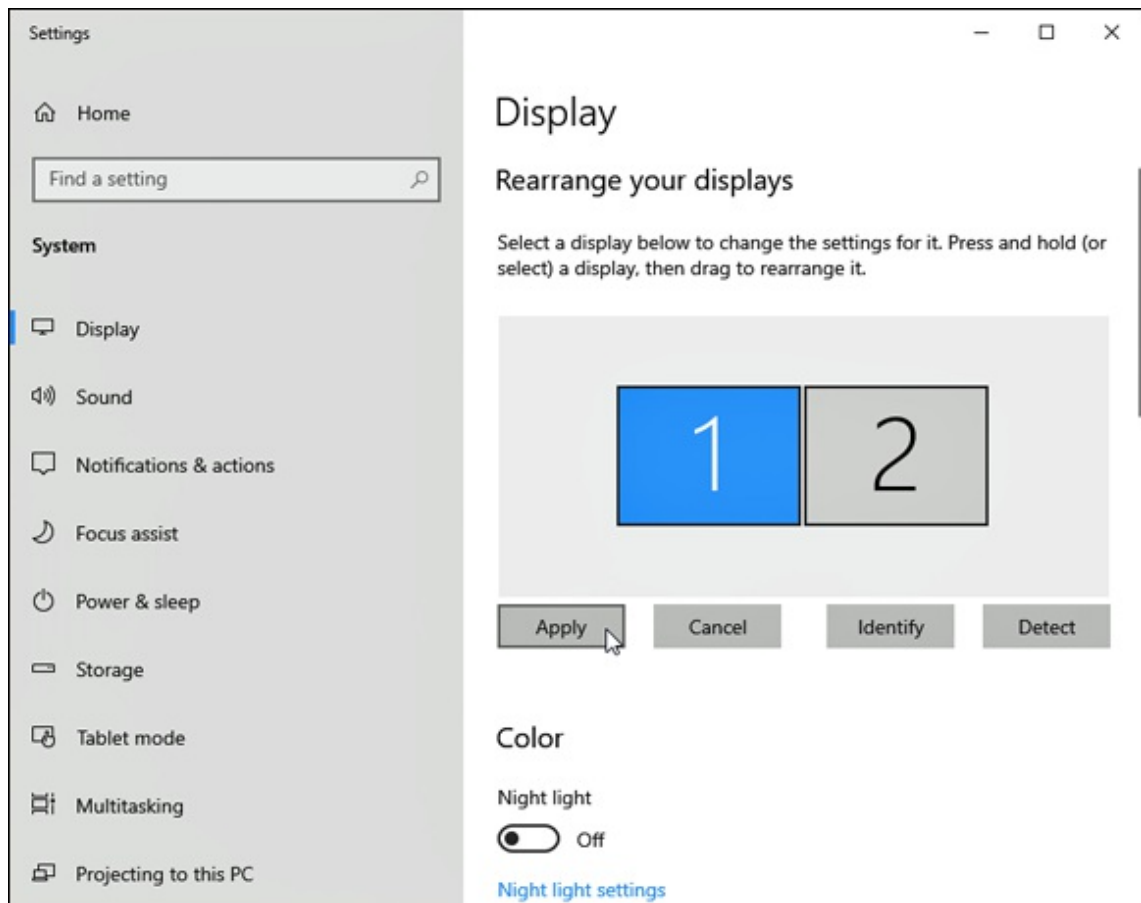 Settings
Home
Find a setting
System
Display
Sound
Notifications & actions
Focus assist
Power & sleep
Storage
Tablet mode
Multitasking
Projecting to this PC
Display
Rearrange your displays
Select a display below to change the settings for it. Press and hold (or
select) a display, then drag to rearrange it.
1 2
Apply Cancel Identify Detect
Color
Night light
Off
Night light settings